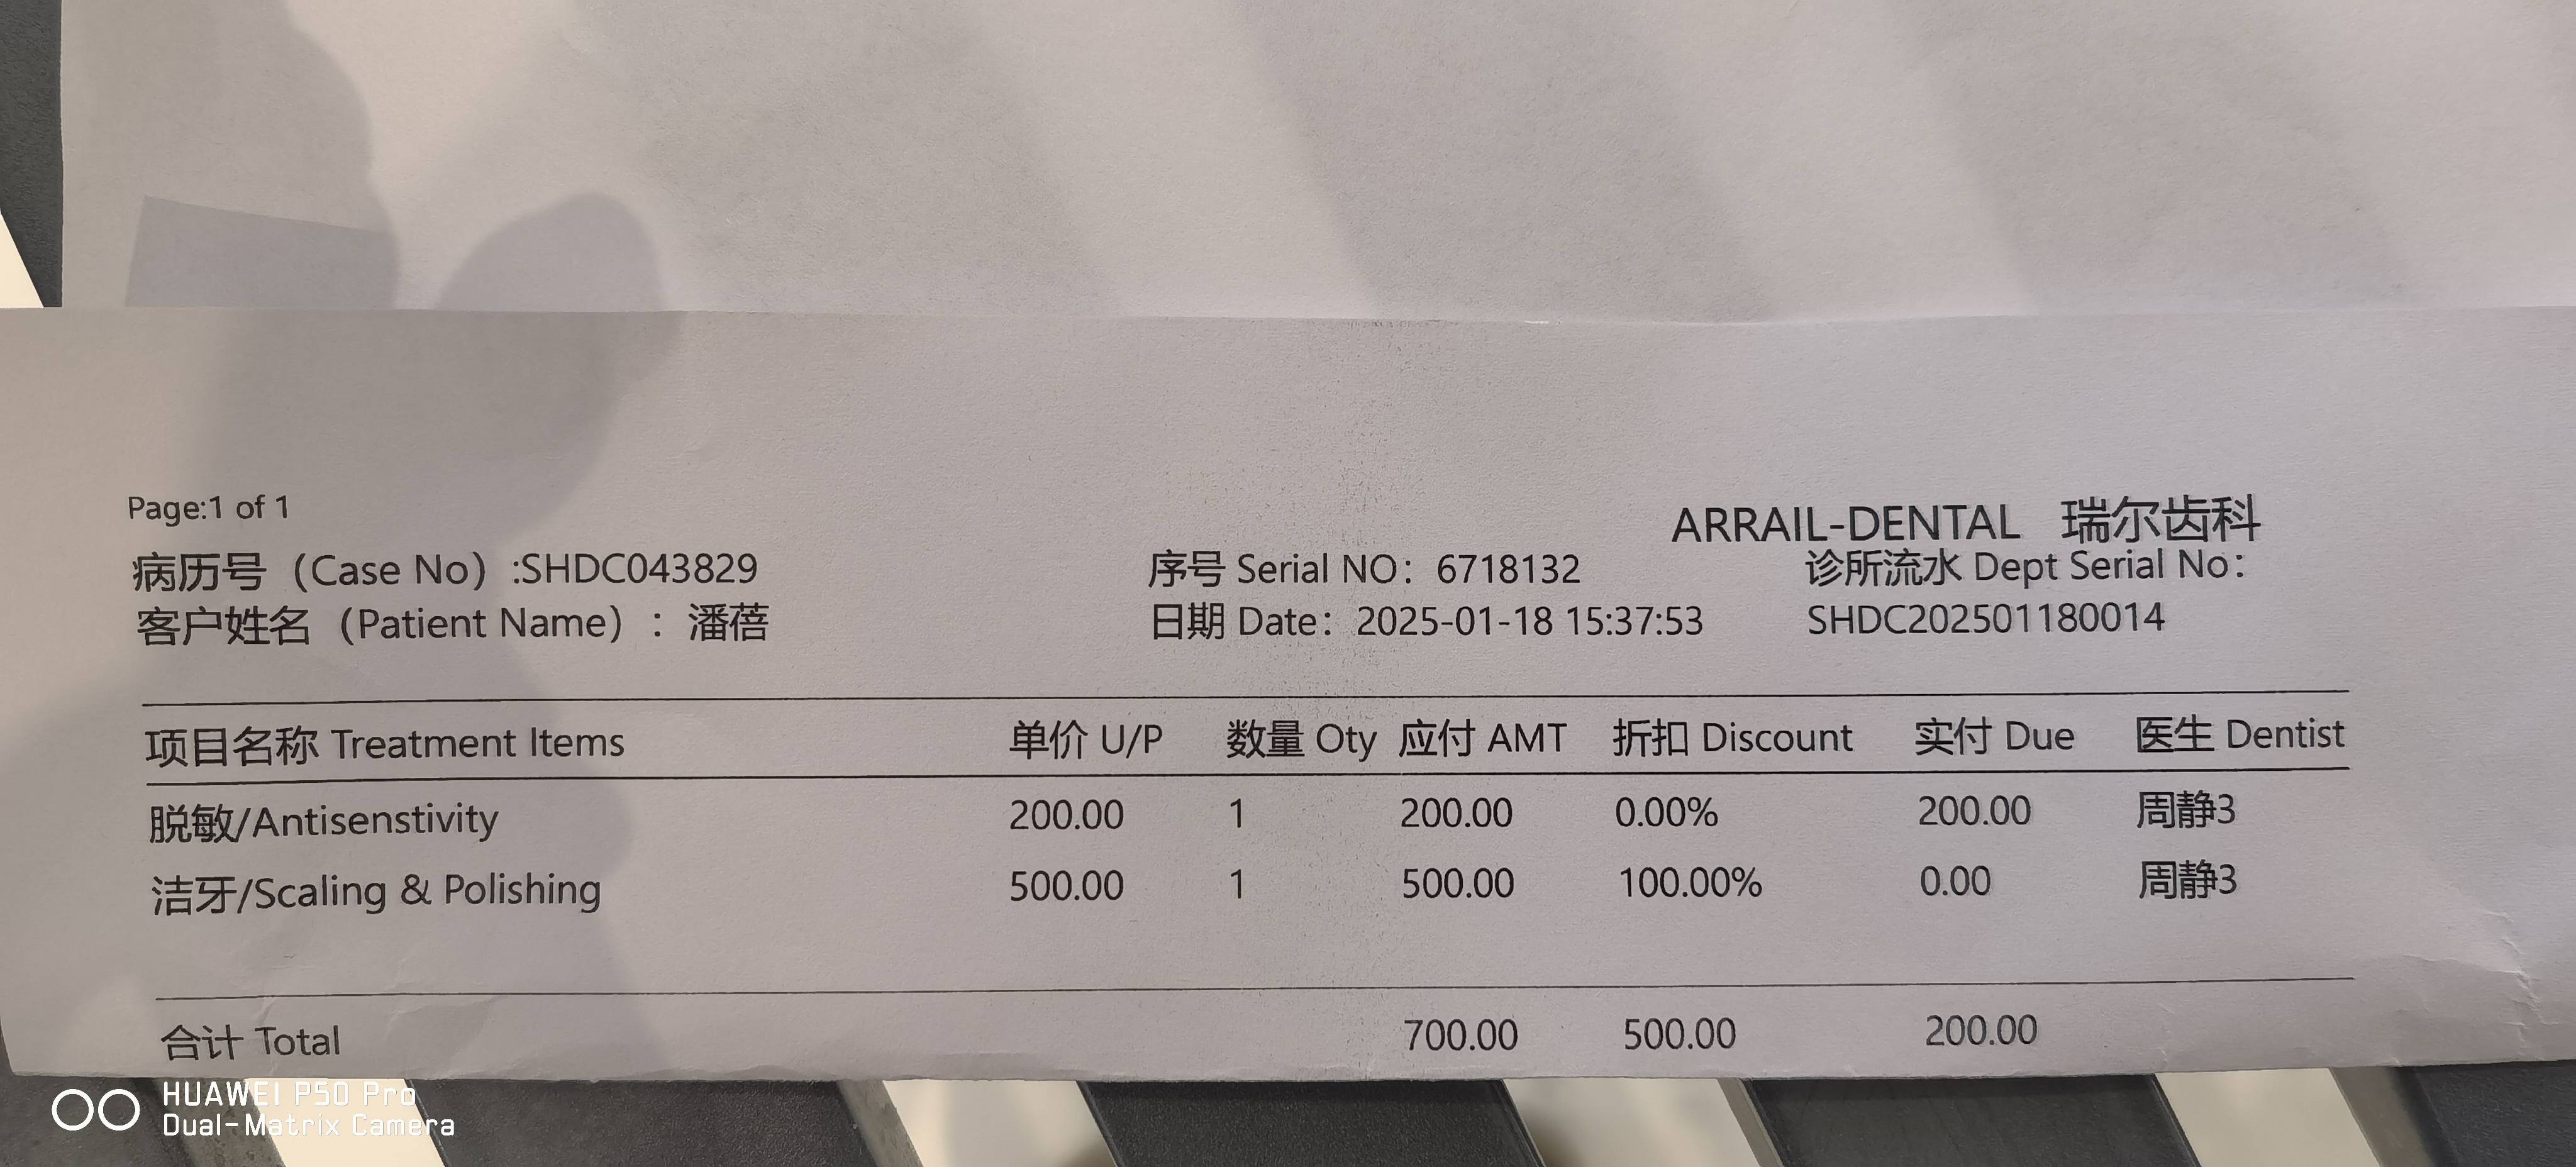 Page:1 of 1
ARRAIL-DENTAL 瑞尔齿科
病历号（Case No）:SHDC043829 序号 Serial NO：6718132 诊所流水 Dept Serial No：
客户姓名（Patient Name）：潘蓓 日期 Date：2025-01-18 15:37:53 SHDC202501180014
项目名称 Treatment Items 单价 U/P 数量 Oty 应付 AMT 折扣 Discount 实付 Due 医生 Dentist
脱敏/Antisenstivity 200.00 1 200.00 0.00% 200.00 周静3
洁牙/Scaling & Polishing 500.00 1 500.00 100.00% 0.00 周静3
合计 Total 700.00 500.00 200.00
HUAWEI P50 Pro
Dual-Matrix Camera